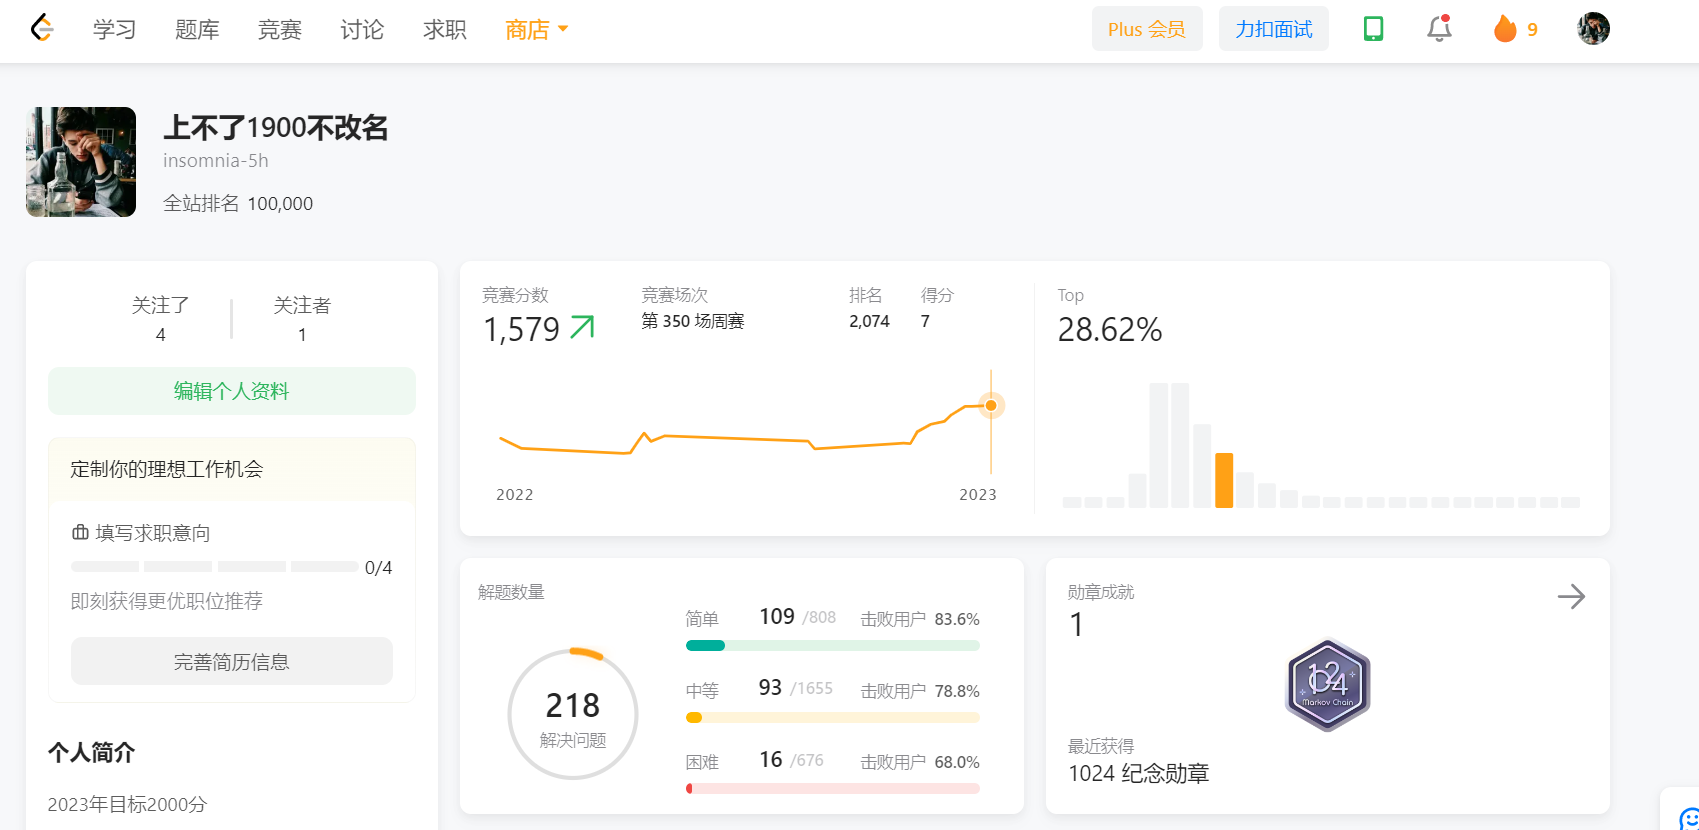 学习 题库 竞赛 讨论 求职 商店 Plus 会员 力扣面试 9
上不了1900不改名
insomnia-5h
全站排名 100,000
关注了 关注者
4 1
编辑个人资料
定制你的理想工作机会
填写求职意向
0/4
即刻获得更优职位推荐
完善简历信息
个人简介
2023年目标2000分
竞赛分数 竞赛场次 排名 得分
1,579 第 350 场周赛 2,074 7
2022 2023
Top
28.62%
解题数量
218
解决问题
简单 109 /808 击败用户 83.6%
中等 93 /1655 击败用户 78.8%
困难 16 /676 击败用户 68.0%
勋章成就
1
1024
Markov Chain
最近获得
1024 纪念勋章